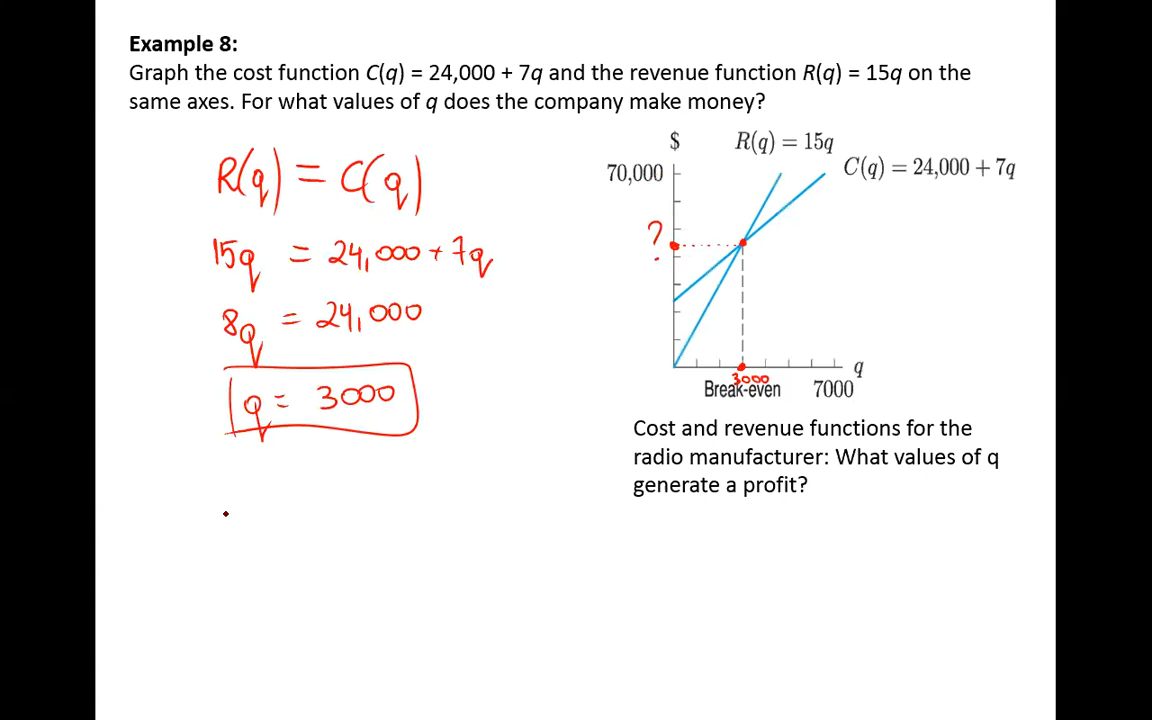 Example 8:
Graph the cost function C(q) = 24,000 + 7q and the revenue function R(q) = 15q on the
same axes. For what values of q does the company make money?
R(q) = C(q)
15q = 24,000 + 7q
8q = 24,000
q = 3000
$
R(q) = 15q
70,000
C(q) = 24,000 + 7q
?
q
3000
Break-even
7000
Cost and revenue functions for the
radio manufacturer: What values of q
generate a profit?